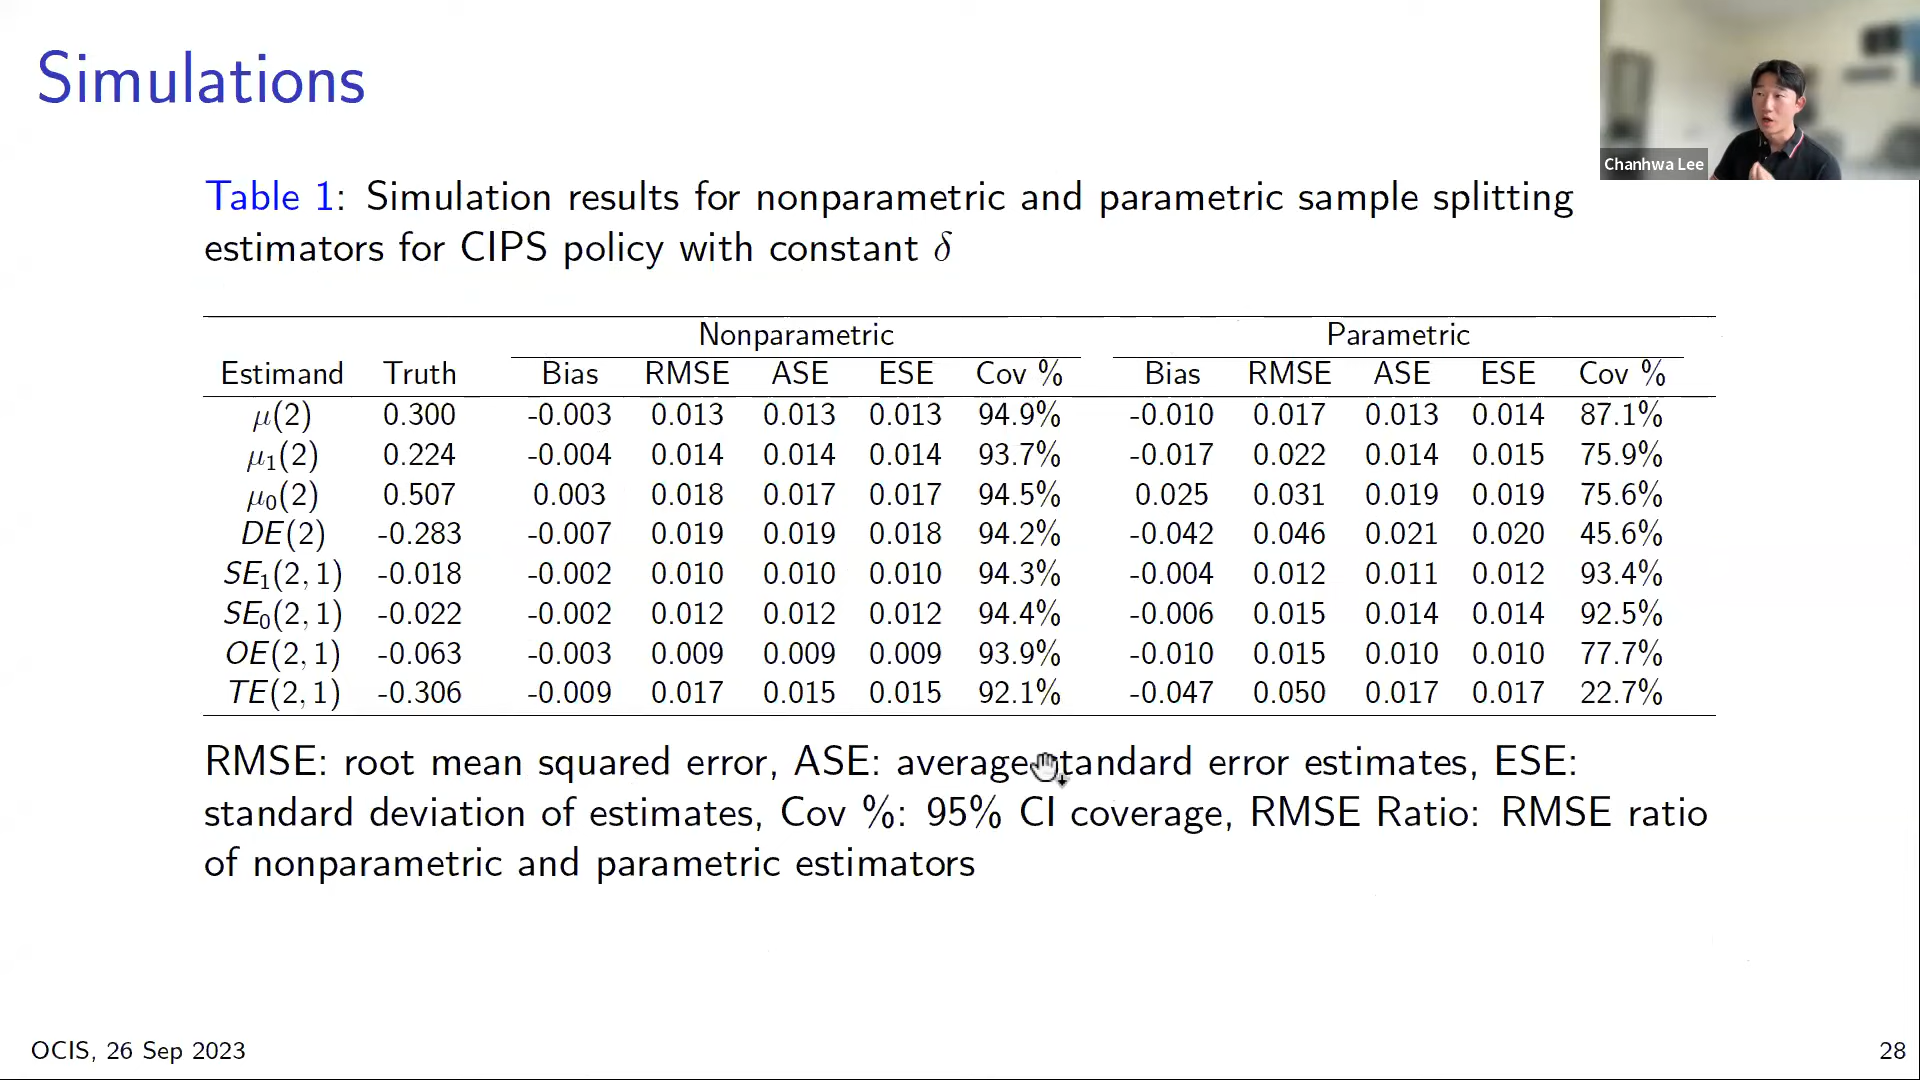 Simulations
Chanhwa Lee
Table 1: Simulation results for nonparametric and parametric sample splitting
estimators for CIPS policy with constant δ
Nonparametric Parametric
Estimand Truth Bias RMSE ASE ESE Cov % Bias RMSE ASE ESE Cov %
μ(2) 0.300 -0.003 0.013 0.013 0.013 94.9% -0.010 0.017 0.013 0.014 87.1%
μ₁(2) 0.224 -0.004 0.014 0.014 0.014 93.7% -0.017 0.022 0.014 0.015 75.9%
μ₀(2) 0.507 0.003 0.018 0.017 0.017 94.5% 0.025 0.031 0.019 0.019 75.6%
DE(2) -0.283 -0.007 0.019 0.019 0.018 94.2% -0.042 0.046 0.021 0.020 45.6%
SE₁(2, 1) -0.018 -0.002 0.010 0.010 0.010 94.3% -0.004 0.012 0.011 0.012 93.4%
SE₀(2, 1) -0.022 -0.002 0.012 0.012 0.012 94.4% -0.006 0.015 0.014 0.014 92.5%
OE(2, 1) -0.063 -0.003 0.009 0.009 0.009 93.9% -0.010 0.015 0.010 0.010 77.7%
TE(2, 1) -0.306 -0.009 0.017 0.015 0.015 92.1% -0.047 0.050 0.017 0.017 22.7%
RMSE: root mean squared error, ASE: average standard error estimates, ESE:
standard deviation of estimates, Cov %: 95% CI coverage, RMSE Ratio: RMSE ratio
of nonparametric and parametric estimators
OCIS, 26 Sep 2023
28